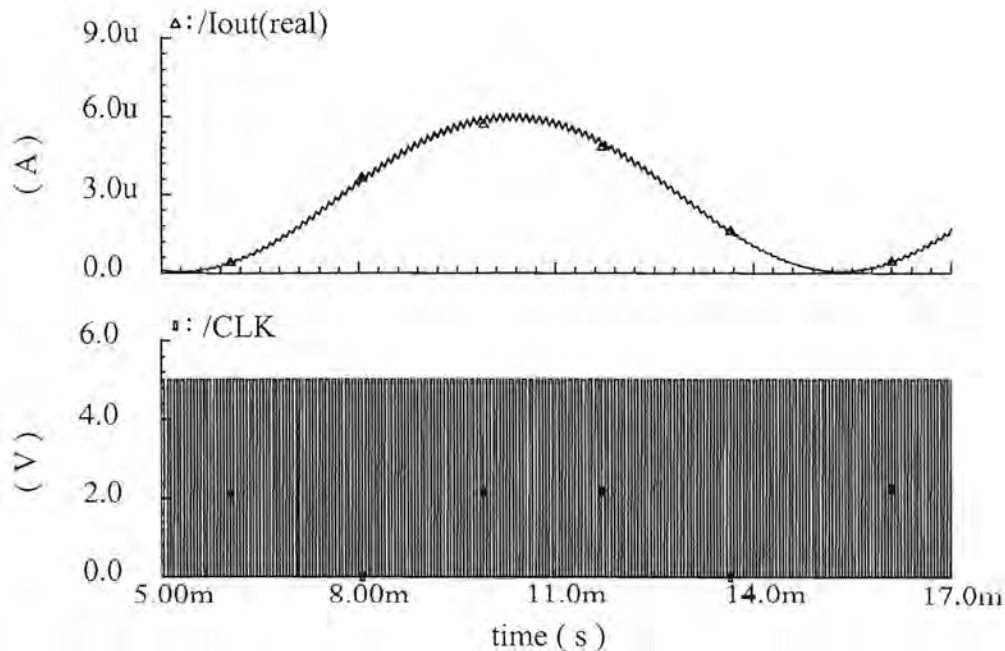 ▵: /Iout(real)
9.0u
6.0u
3.0u
0.0
( A )
▯: /CLK
6.0
4.0
2.0
0.0
( V )
5.00m 8.00m 11.0m 14.0m 17.0m
time ( s )